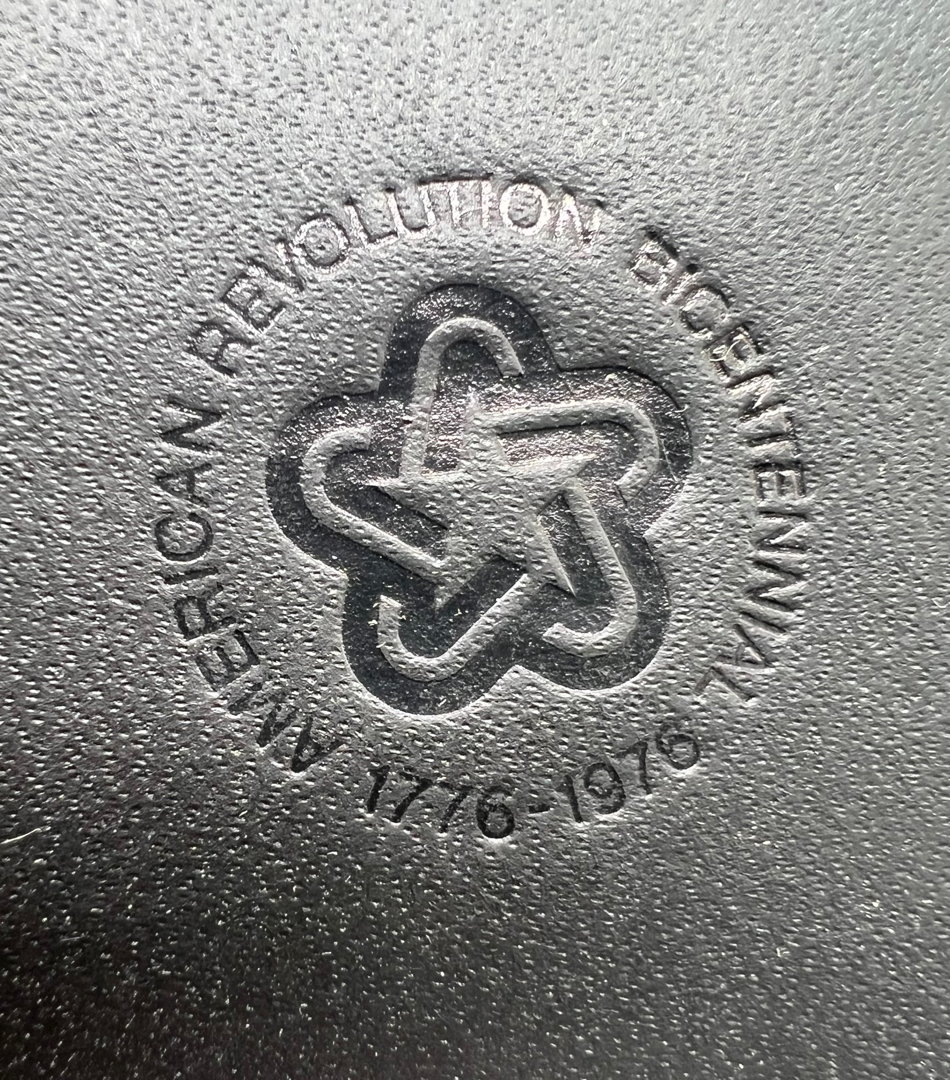 AMERICAN REVOLUTION BICENTENNIAL
1776-1976